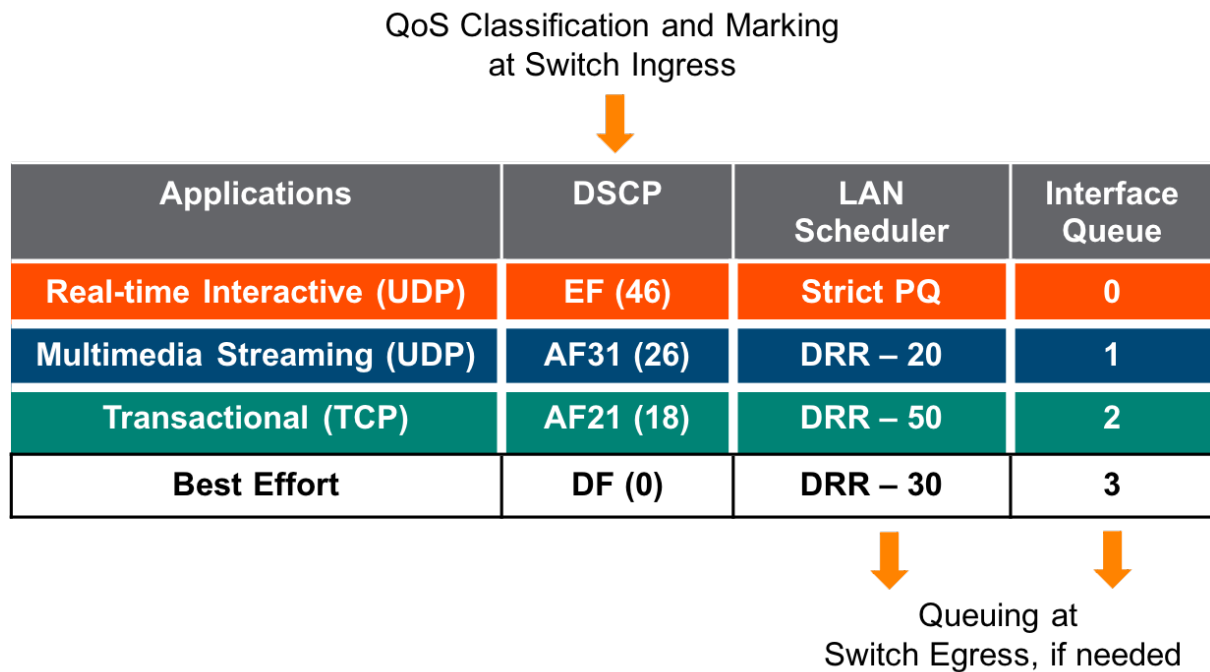 QoS Classification and Marking
at Switch Ingress
Applications DSCP LAN Scheduler Interface Queue
Real-time Interactive (UDP) EF (46) Strict PQ 0
Multimedia Streaming (UDP) AF31 (26) DRR – 20 1
Transactional (TCP) AF21 (18) DRR – 50 2
Best Effort DF (0) DRR – 30 3
Queuing at
Switch Egress, if needed